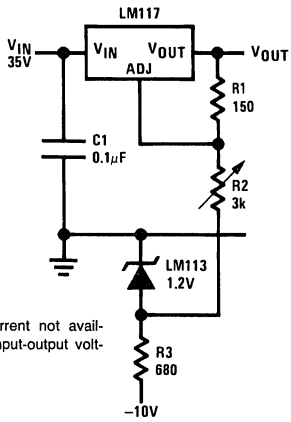 LM117
VIN
35V
VIN
VOUT
ADJ
VOUT
R1
150
C1
0.1µF
R2
3k
LM113
1.2V
rrent not avail-
nput-output volt-
R3
680
–10V